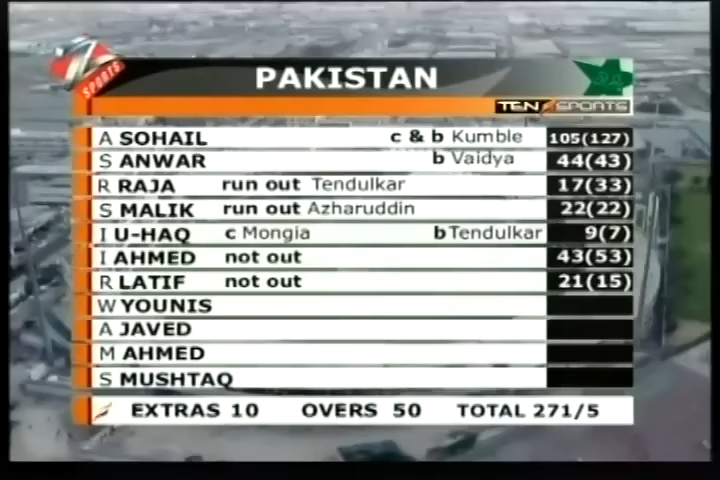 Z SPORTS
PAKISTAN
TEN SPORTS
A SOHAIL c & b Kumble 105(127)
S ANWAR b Vaidya 44(43)
R RAJA run out Tendulkar 17(33)
S MALIK run out Azharuddin 22(22)
I U-HAQ c Mongia b Tendulkar 9(7)
I AHMED not out 43(53)
R LATIF not out 21(15)
W YOUNIS
A JAVED
M AHMED
S MUSHTAQ
EXTRAS 10 OVERS 50 TOTAL 271/5